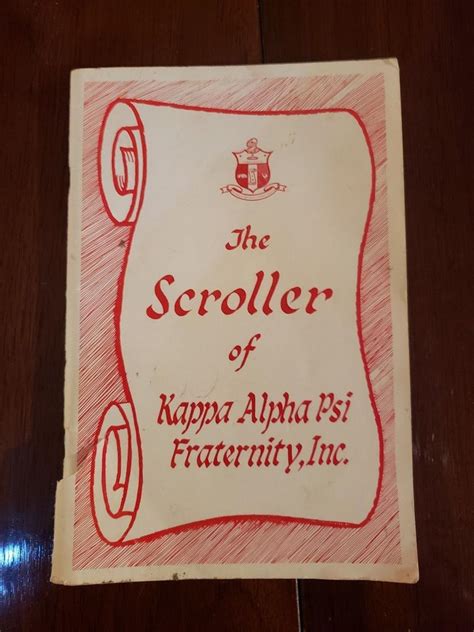 The
Scroller
of
Kappa Alpha Psi
Fraternity, Inc.